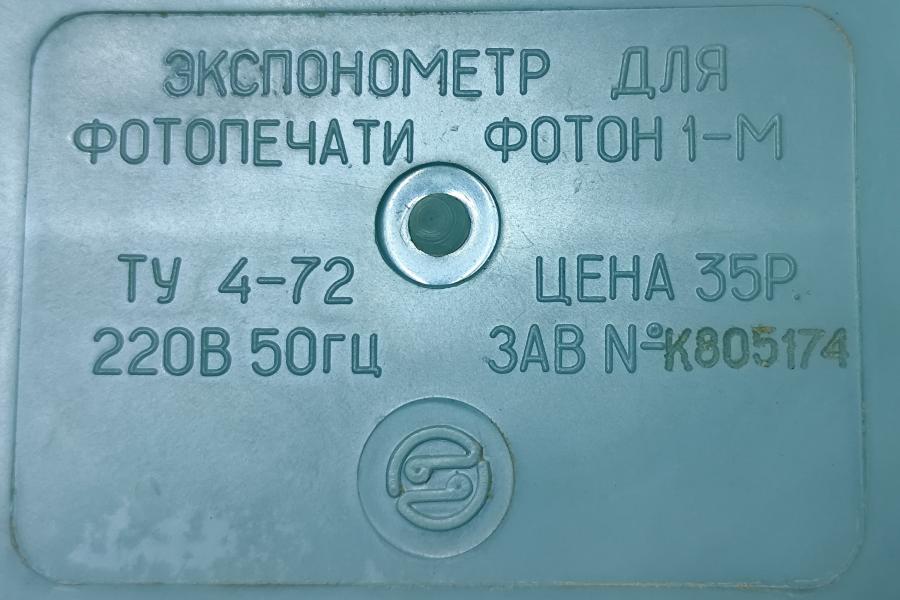 ЭКСПОНОМЕТР ДЛЯ
ФОТОПЕЧАТИ ФОТОН 1-М
ТУ 4-72 ЦЕНА 35Р.
220В 50ГЦ ЗАВ №К805174